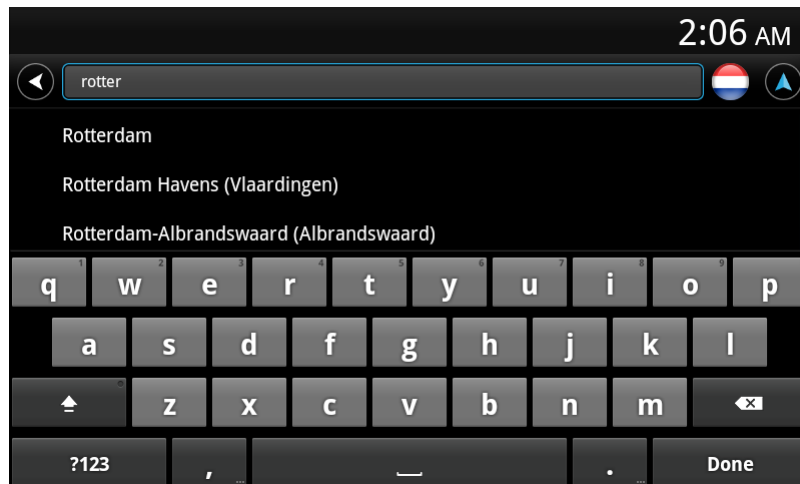 2:06 AM
rotter
Rotterdam
Rotterdam Havens (Vlaardingen)
Rotterdam-Albrandswaard (Albrandswaard)
1 2 3 4 5 6 7 8 9
q w e r t y u i o p
a s d f g h j k l
z x c v b n m
?123 , ... . ... Done